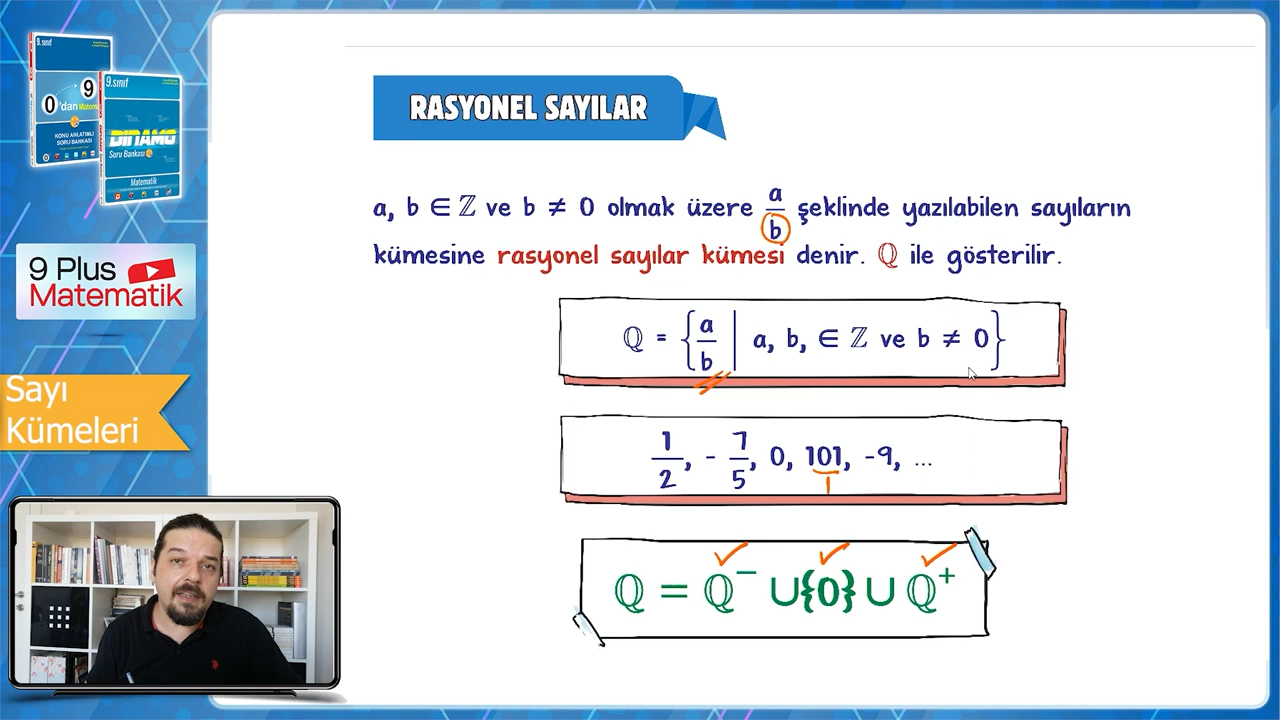 9.sınıf
0'dan 9 Matem
KONU ANLATIMLI
SORU BANKASI
9.sınıf
DİNAMO
Soru Bankası
Matematik
9 Plus
Matematik
Sayı
Kümeleri
RASYONEL SAYILAR
a, b ∈ ℤ ve b ≠ 0 olmak üzere a/b şeklinde yazılabilen sayıların
kümesine rasyonel sayılar kümesi denir. ℚ ile gösterilir.
ℚ = {a/b | a, b, ∈ ℤ ve b ≠ 0}
1/2, - 7/5, 0, 101, -9, ...
1
ℚ = ℚ⁻ ∪ {0} ∪ ℚ⁺